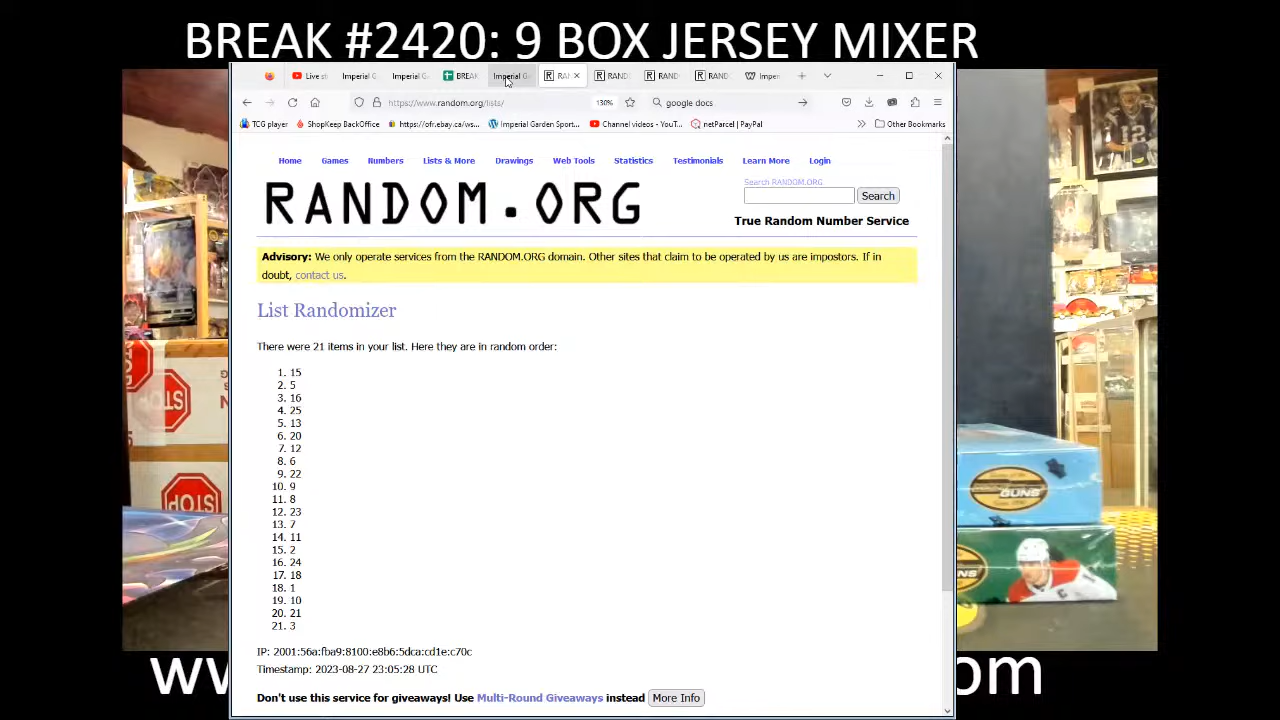 BREAK #2420: 9 BOX JERSEY MIXER
Live st
Imperial G
Imperial G
BREAK
Imperial G
RAN
RAND
RAND
RAND
Imper
https://www.random.org/lists/
130%
google docs
TCG player
ShopKeep BackOffice
https://ofr.ebay.ca/ws...
Imperial Garden Sport...
Channel videos - YouT...
netParcel | PayPal
Other Bookmarks
Home Games Numbers Lists & More Drawings Web Tools Statistics Testimonials Learn More Login
RANDOM.ORG
Search RANDOM.ORG
Search
True Random Number Service
Advisory: We only operate services from the RANDOM.ORG domain. Other sites that claim to be operated by us are impostors. If in
doubt, contact us.
List Randomizer
There were 21 items in your list. Here they are in random order:
1. 15
2. 5
3. 16
4. 25
5. 13
6. 20
7. 12
8. 6
9. 22
10. 9
11. 8
12. 23
13. 7
14. 11
15. 2
16. 24
17. 18
18. 1
19. 10
20. 21
21. 3
IP: 2001:56a:fba9:8100:e8b6:5dca:cd1e:c70c
Timestamp: 2023-08-27 23:05:28 UTC
Don't use this service for giveaways! Use Multi-Round Giveaways instead More Info
STOP
STOP
STOP
GUNS
12
ww
om